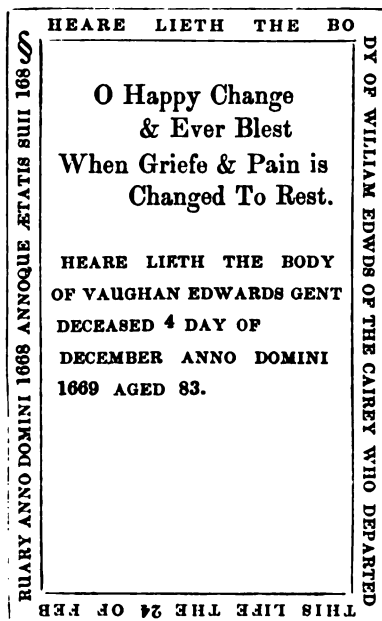 HEARE LIETH THE BO
DY OF WILLIAM EDWDS OF THE CAIREY WHO DEPARTED
THIS LIFE THE 24 OF FEB
RUARY ANNO DOMINI 1668 ANNOQUE ÆTATIS SUII 168 §
O Happy Change
& Ever Blest
When Griefe & Pain is
Changed To Rest.
HEARE LIETH THE BODY
OF VAUGHAN EDWARDS GENT
DECEASED 4 DAY OF
DECEMBER ANNO DOMINI
1669 AGED 83.